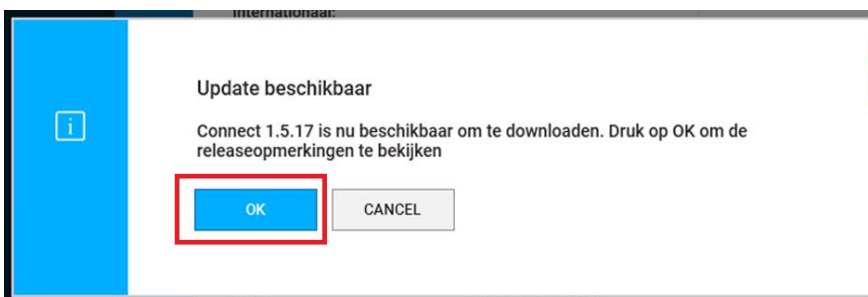 Internationaal:
Update beschikbaar
Connect 1.5.17 is nu beschikbaar om te downloaden. Druk op OK om de
releaseopmerkingen te bekijken
OK
CANCEL